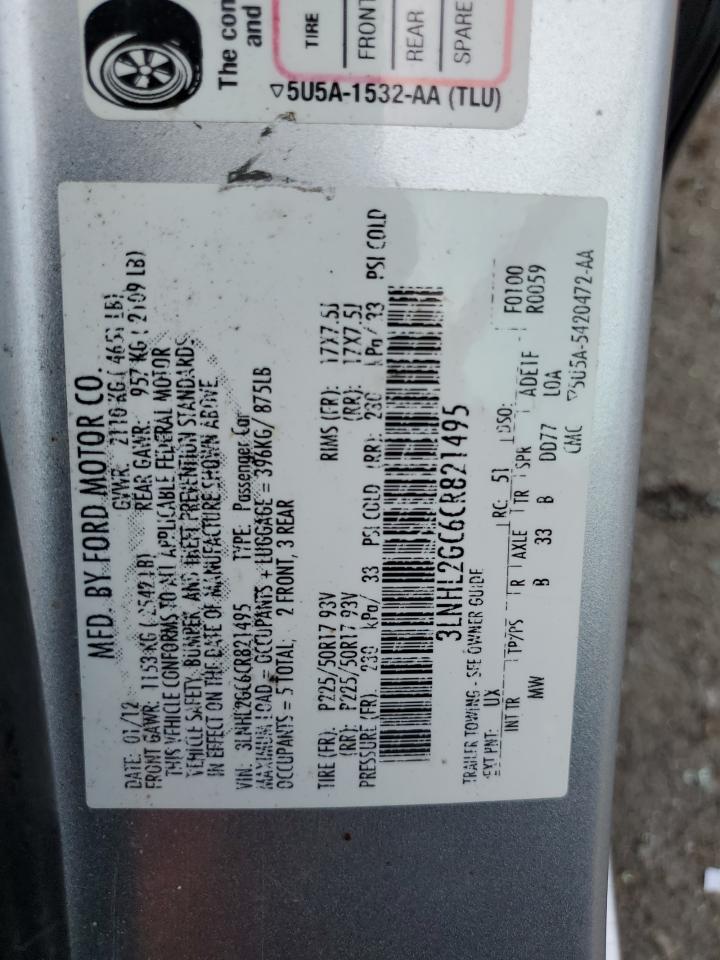 The com
and
TIRE
FRONT
REAR
SPARE
▽5U5A-1532-AA (TLU)
MFD. BY FORD MOTOR CO.
DATE: 01/12 GVWR: 2110 KG ( 4651 LB)
FRONT GAWR: 1153 KG ( 2542 LB) REAR GAWR: 957 KG ( 2109 LB)
THIS VEHICLE CONFORMS TO ALL APPLICABLE FEDERAL MOTOR
VEHICLE SAFETY, BUMPER, AND THEFT PREVENTION STANDARDS
IN EFFECT ON THE DATE OF MANUFACTURE SHOWN ABOVE.
VIN: 3LNHL2GC6CR821495 TYPE: Passenger Car
MAXIMUM LOAD = OCCUPANTS + LUGGAGE = 396KG/ 875LB
OCCUPANTS = 5 TOTAL, 2 FRONT, 3 REAR
TIRE (FR): P225/50R17 93V RIMS (FR): 17X7.5J
(RR): P225/50R17 93V (RR): 17X7.5J
PRESSURE (FR): 230 kPa/ 33 PSI COLD (RR): 230 kPa/ 33 PSI COLD
3LNHL2GC6CR821495
TRAILER TOWING - SEE OWNER GUIDE
EXT PNT: UX RC: 51 DSO: F0100
INT TR TP/PS R AXLE TR SPR ADE1F R0059
MW B 33 B DD77 L0A
CMC ▽5U5A-5420472-AA